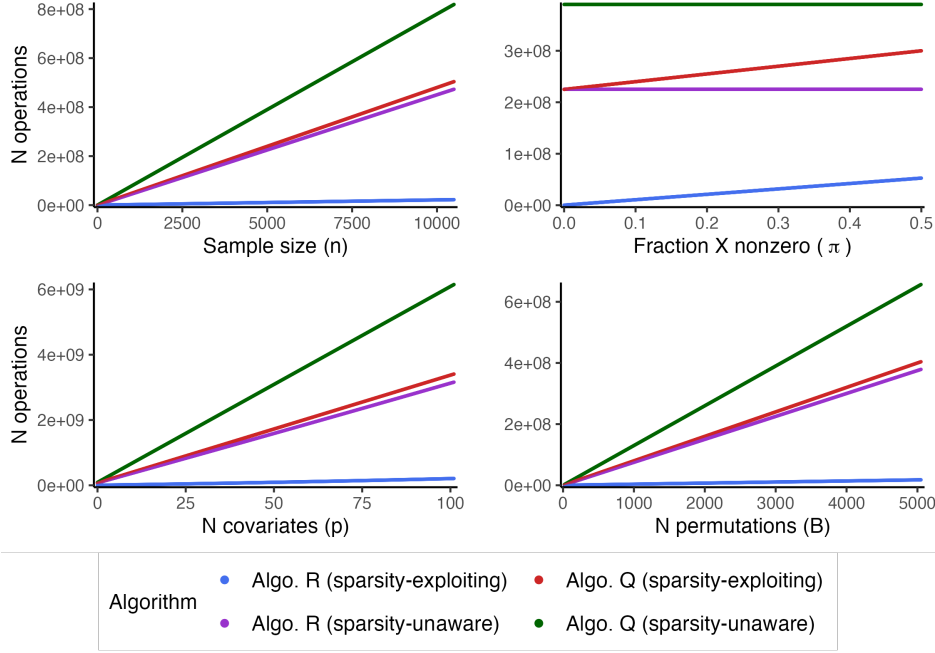 N operations
8e+08
6e+08
4e+08
2e+08
0e+00
0 2500 5000 7500 10000
Sample size (n)
3e+08
2e+08
1e+08
0e+00
0.0 0.1 0.2 0.3 0.4 0.5
Fraction X nonzero ( π )
N operations
6e+09
4e+09
2e+09
0e+00
0 25 50 75 100
N covariates (p)
6e+08
4e+08
2e+08
0e+00
0 1000 2000 3000 4000 5000
N permutations (B)
Algorithm
Algo. R (sparsity-exploiting) Algo. Q (sparsity-exploiting)
Algo. R (sparsity-unaware) Algo. Q (sparsity-unaware)